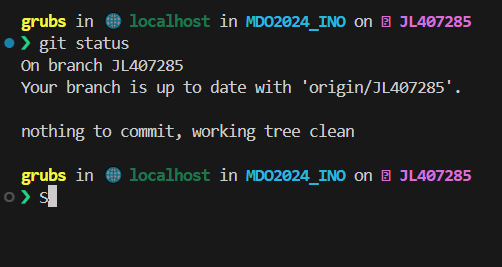 grubs in 🌐 localhost in MDO2024_INO on JL407285
❯ git status
On branch JL407285
Your branch is up to date with 'origin/JL407285'.
nothing to commit, working tree clean
grubs in 🌐 localhost in MDO2024_INO on JL407285
❯ S